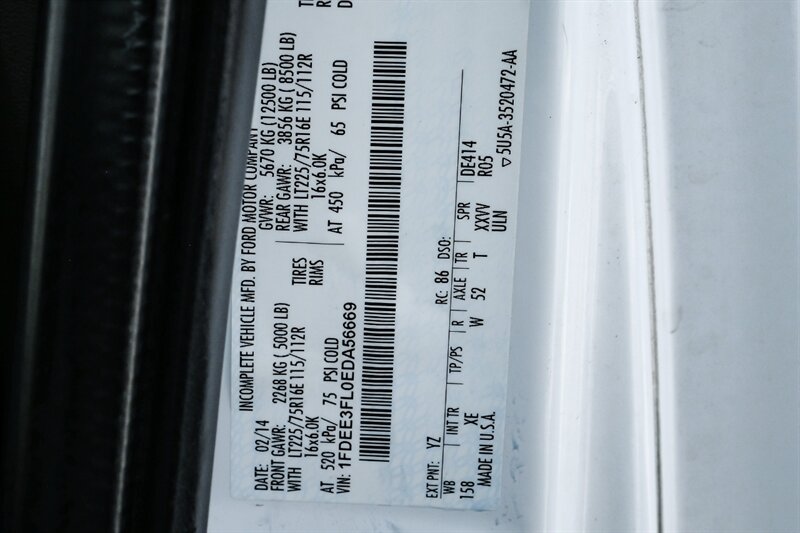 INCOMPLETE VEHICLE MFD. BY FORD MOTOR COMPANY
DATE: 02/14 GVWR: 5670 KG (12500 LB)
FRONT GAWR: 2268 KG ( 5000 LB) REAR GAWR: 3856 KG ( 8500 LB)
WITH LT225/75R16E 115/112R TIRES WITH LT225/75R16E 115/112R
16x6.0K RIMS 16x6.0K
AT 520 kPa/ 75 PSI COLD AT 450 kPa/ 65 PSI COLD
VIN: 1FDEE3FL0EDA56669
EXT PNT: YZ RC: 86 DSO:
WB INT TR TP/PS R AXLE TR SPR
158 XE W 52 T XXVV DE414
MADE IN U.S.A. ULN R05
▽5U5A-3520472-AA